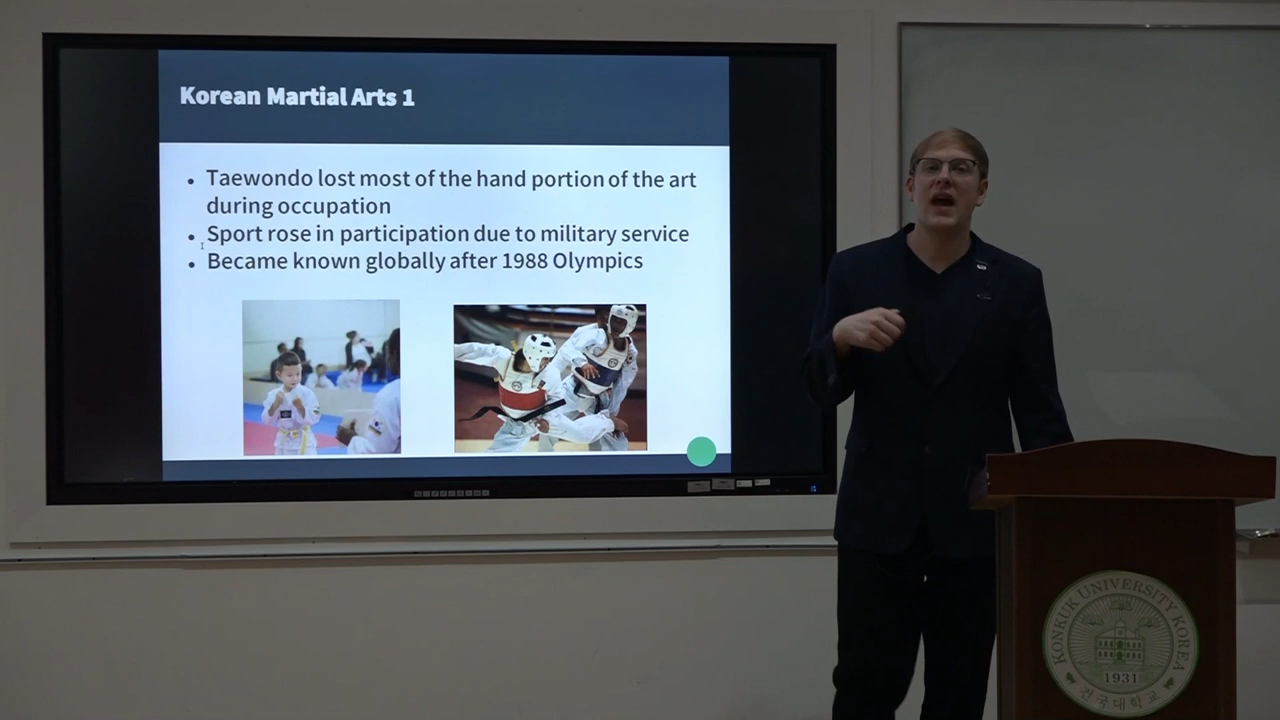 Korean Martial Arts 1
• Taewondo lost most of the hand portion of the art
during occupation
• Sport rose in participation due to military service
• Became known globally after 1988 Olympics
KONKUK UNIVERSITY KOREA
1931
건국대학교